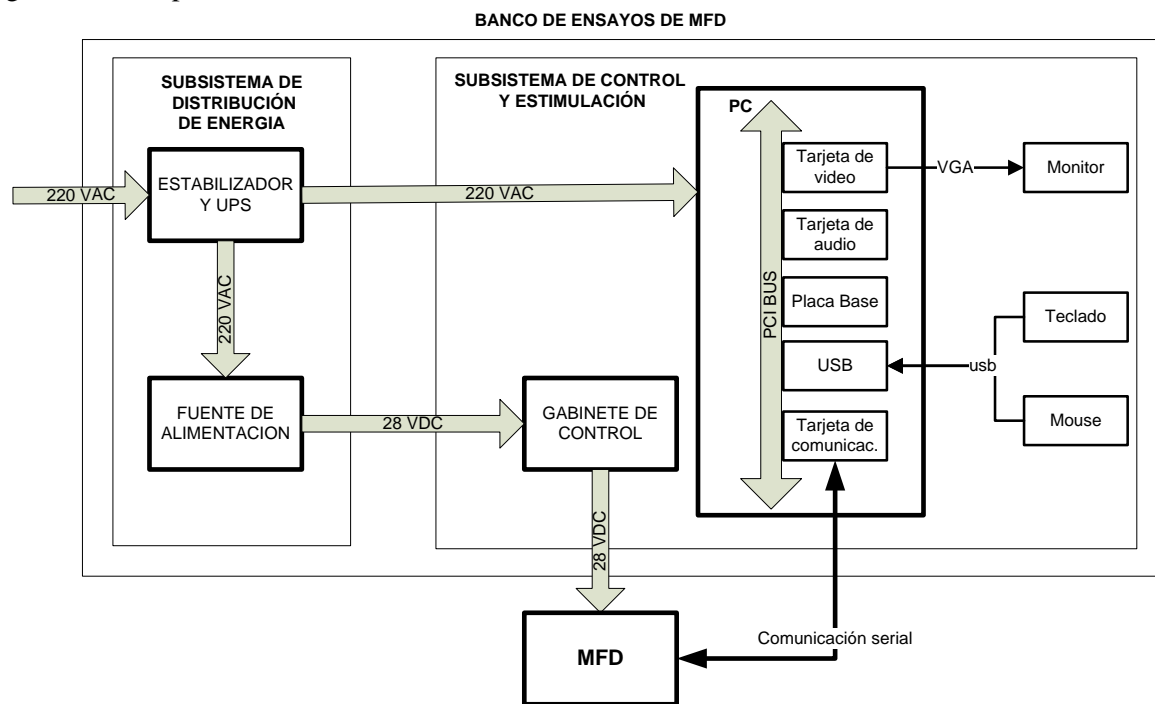 BANCO DE ENSAYOS DE MFD
SUBSISTEMA DE
DISTRIBUCIÓN
DE ENERGIA
SUBSISTEMA DE CONTROL
Y ESTIMULACIÓN
PC
220 VAC
ESTABILIZADOR
Y UPS
220 VAC
Tarjeta de
video
VGA
Monitor
Tarjeta de
audio
220 VAC
PCI BUS
Placa Base
Teclado
USB
usb
FUENTE DE
ALIMENTACION
28 VDC
GABINETE DE
CONTROL
Tarjeta de
comunicac.
Mouse
28 VDC
MFD
Comunicación serial